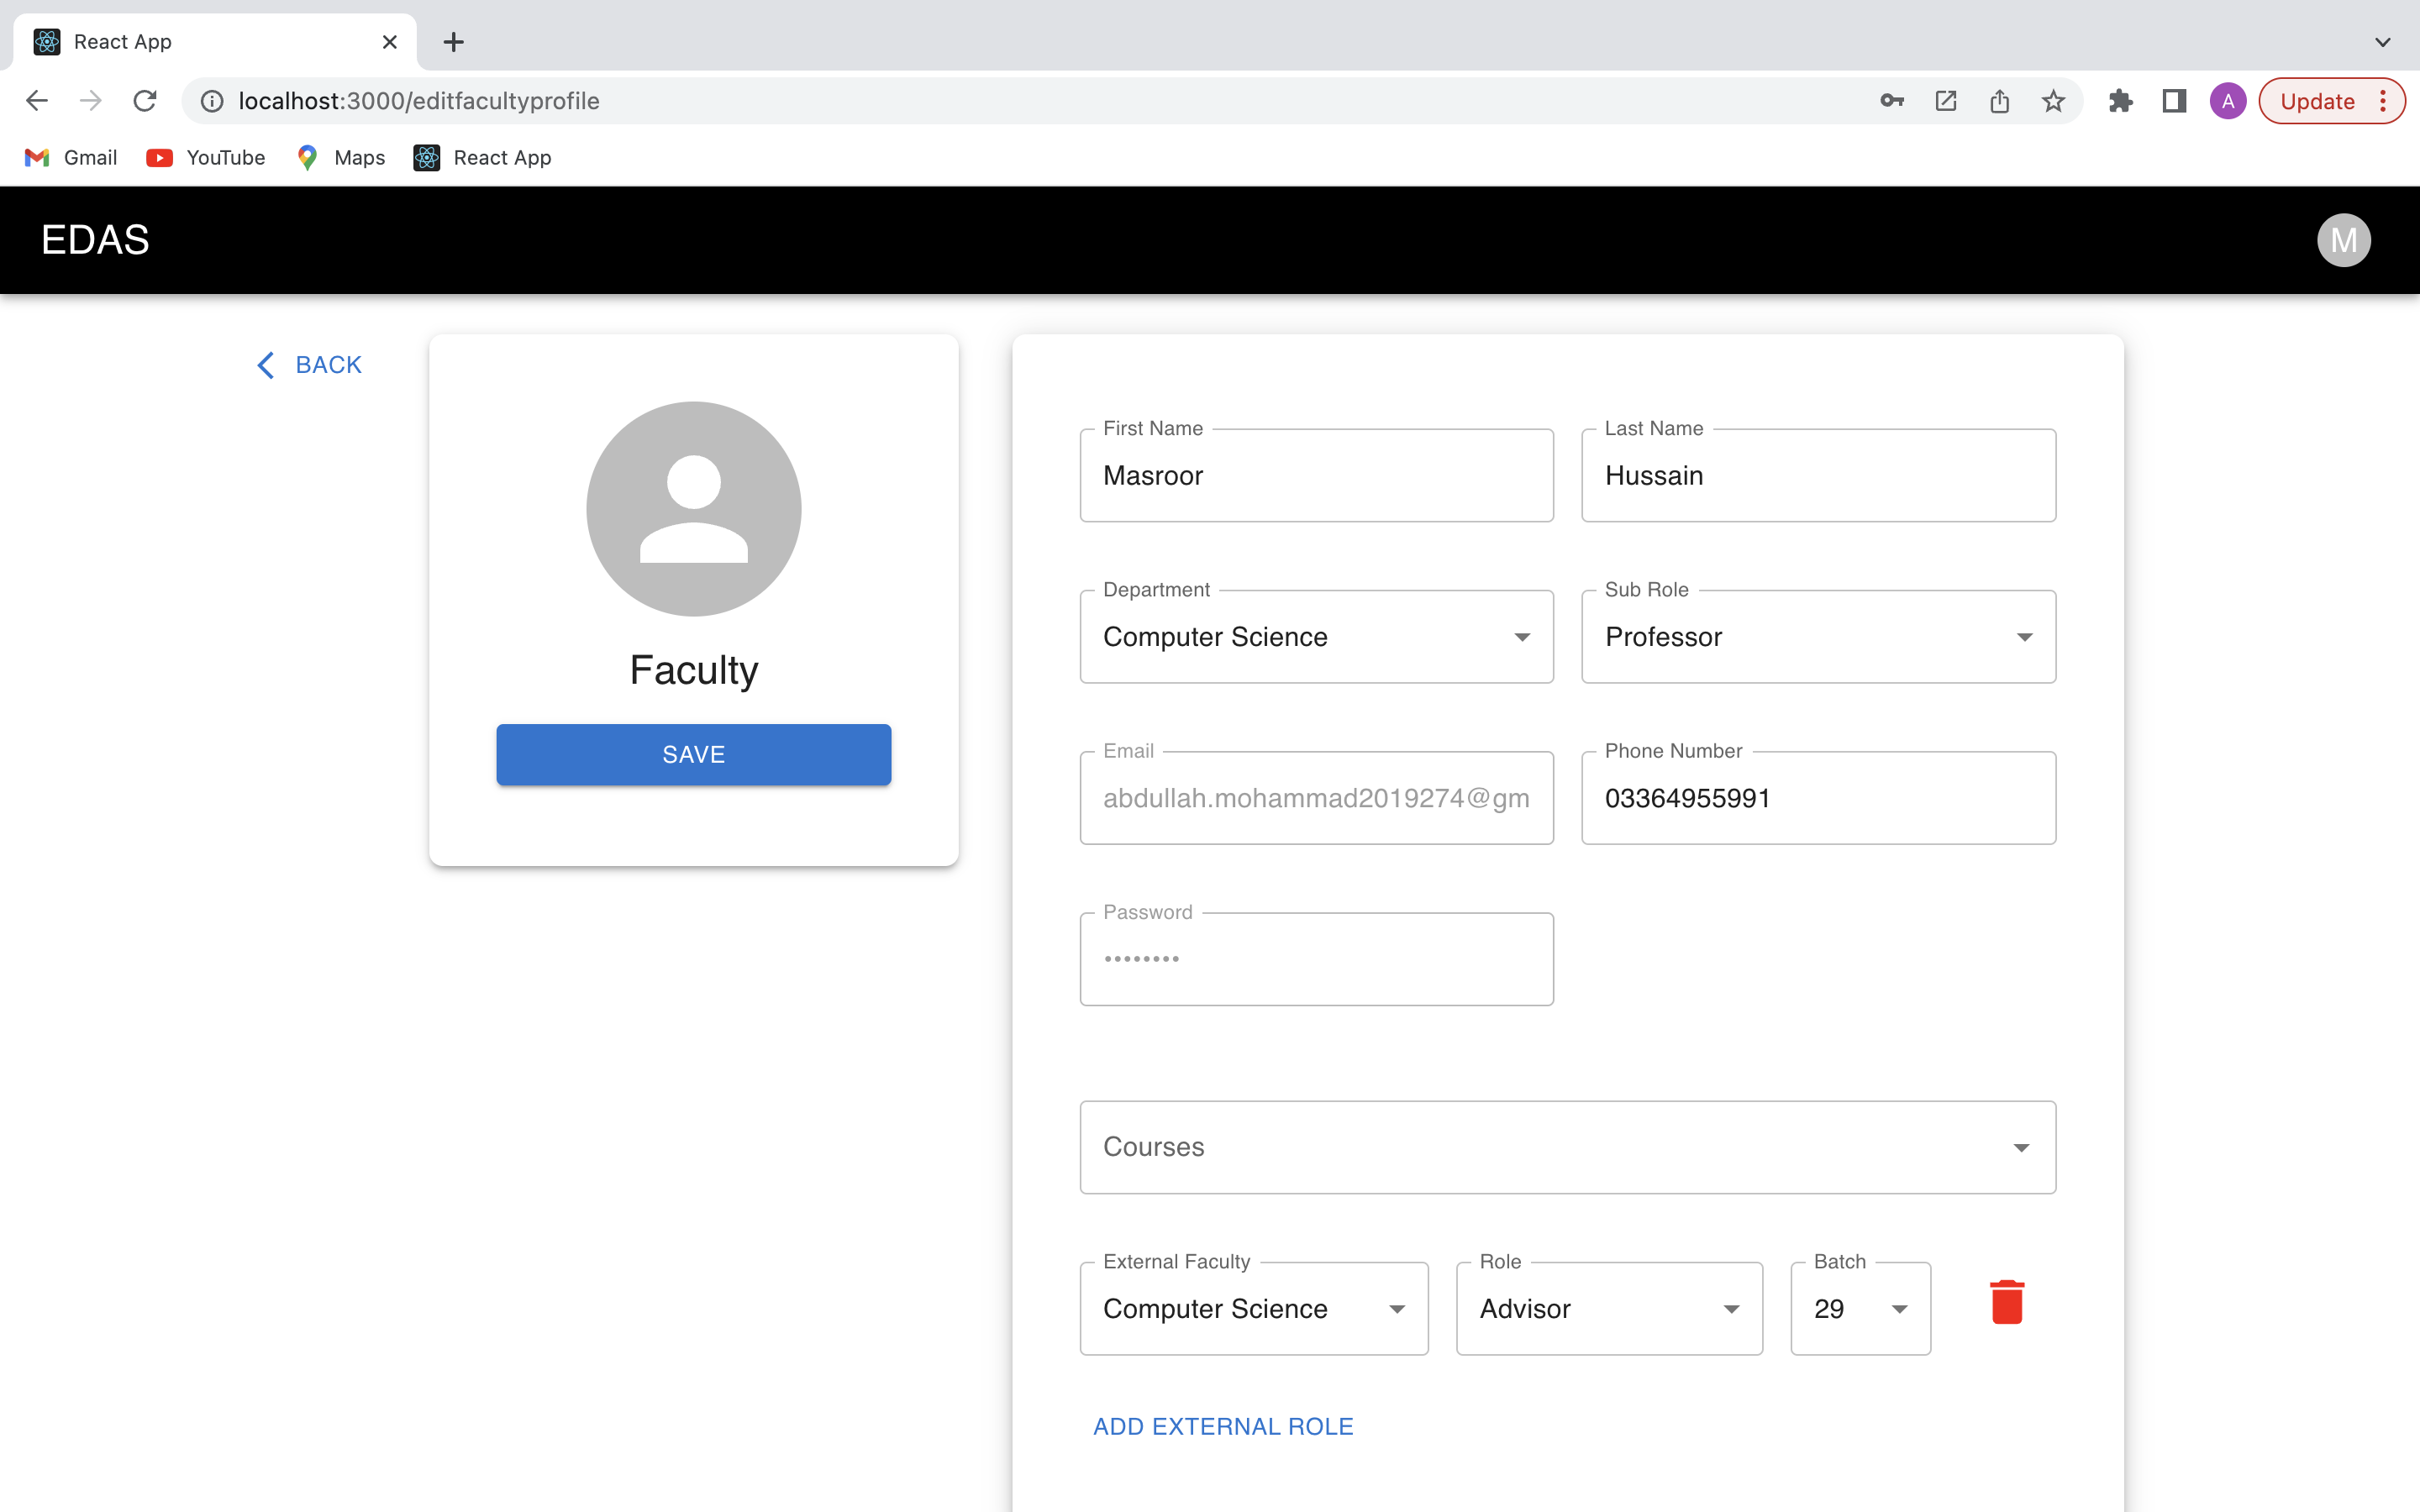 React App
localhost:3000/editfacultyprofile
A
Update
Gmail
YouTube
Maps
React App
EDAS
M
BACK
Faculty
SAVE
First Name
Masroor
Last Name
Hussain
Department
Computer Science
Sub Role
Professor
Email
abdullah.mohammad2019274@gm
Phone Number
03364955991
Password
••••••••
Courses
External Faculty
Computer Science
Role
Advisor
Batch
29
ADD EXTERNAL ROLE